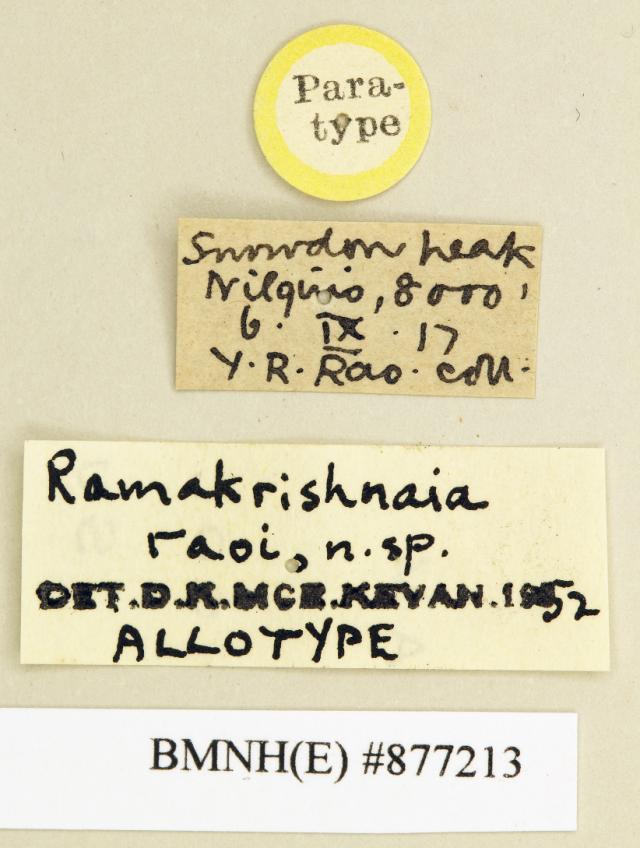 Para-
type
Snowdon peak
Nilgiris, 8000'
6. IX. 17
Y. R. Rao. coll.
Ramakrishnaia
raoi, n. sp.
DET. D.K. MCE. KEVAN. 1952
ALLOTYPE
BMNH(E) #877213